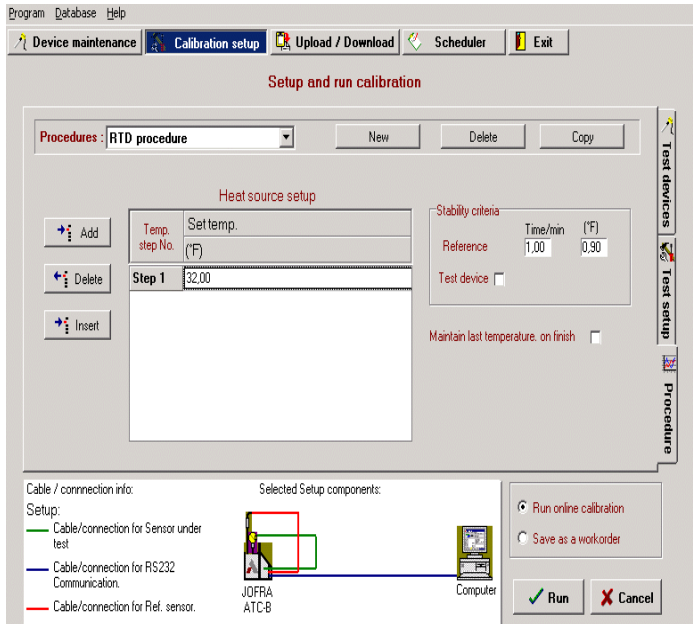 Program Database Help
Device maintenance Calibration setup Upload / Download Scheduler Exit
Setup and run calibration
Procedures : RTD procedure New Delete Copy
Heat source setup
Add
Delete
Insert
Temp.
step No.
Set temp.
(°F)
Step 1 32,00
Stability criteria
Time/min (°F)
Reference 1,00 0,90
Test device
Maintain last temperature. on finish
Test devices
Test setup
Procedure
Cable / connnection info:
Setup:
Cable/connection for Sensor under
test
Cable/connection for RS232
Communication.
Cable/connection for Ref. sensor.
Selected Setup components:
JOFRA
ATC-B
Computer
Run online calibration
Save as a workorder
Run Cancel